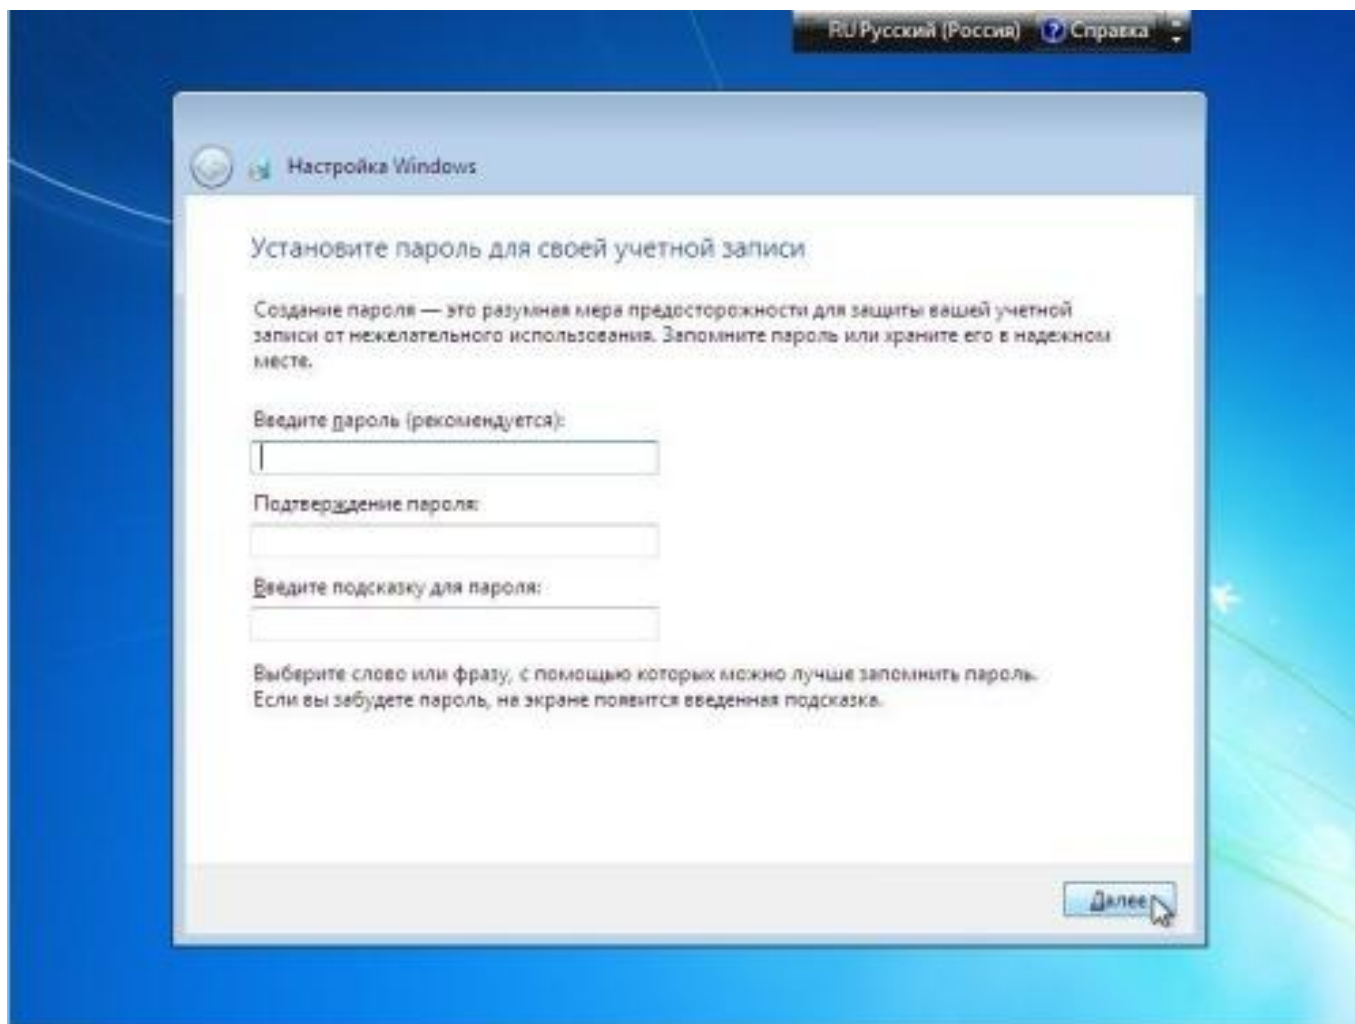 RU Русский (Россия) ? Справка
Настройка Windows
Установите пароль для своей учетной записи
Создание пароля — это разумная мера предосторожности для защиты вашей учетной
записи от нежелательного использования. Запомните пароль или храните его в надежном
месте.
Введите пароль (рекомендуется):
Подтверждение пароля:
Введите подсказку для пароля:
Выберите слово или фразу, с помощью которых можно лучше запомнить пароль.
Если вы забудете пароль, на экране появится введенная подсказка.
Далее